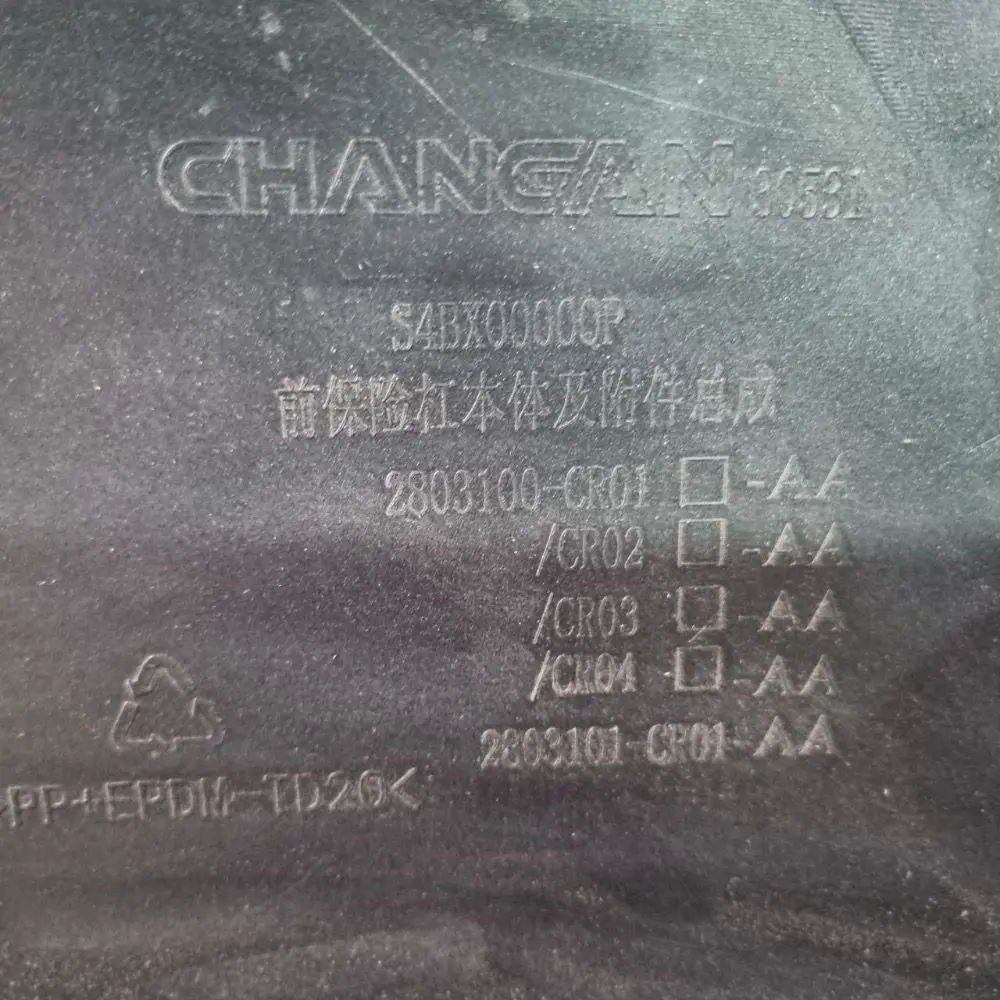 CHANGAN 30531
S4BX00000P
前保险杠本体及附件总成
2803100-CR01 □ -AA
/CR02 □ -AA
/CR03 □ -AA
/CR04 □ -AA
2803101-CR01-AA
>PP+EPDM-TD20<